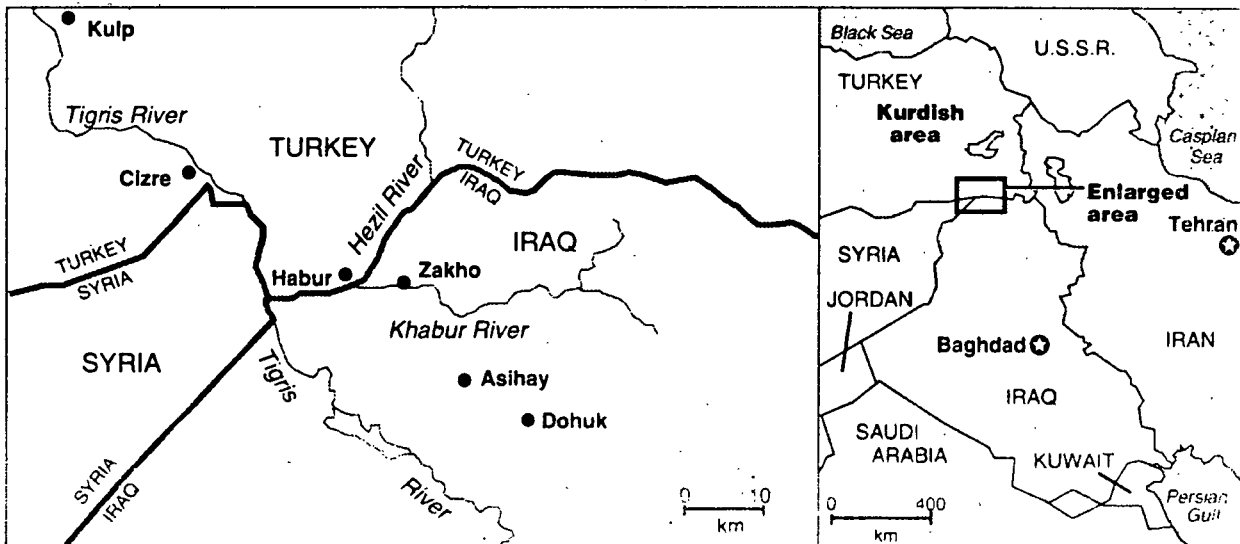 Kulp
Tigris River
TURKEY
Cizre
Hezil River
TURKEY
IRAQ
IRAQ
TURKEY
SYRIA
Habur
Zakho
Khabur River
SYRIA
Tigris
River
Asihay
Dohuk
SYRIA
IRAQ
0 10
km
Black Sea
U.S.S.R.
TURKEY
Kurdish
area
Caspian
Sea
Enlarged
area
Tehran
SYRIA
JORDAN
Baghdad
IRAN
IRAQ
SAUDI
ARABIA
KUWAIT
Persian
Gulf
0 400
km